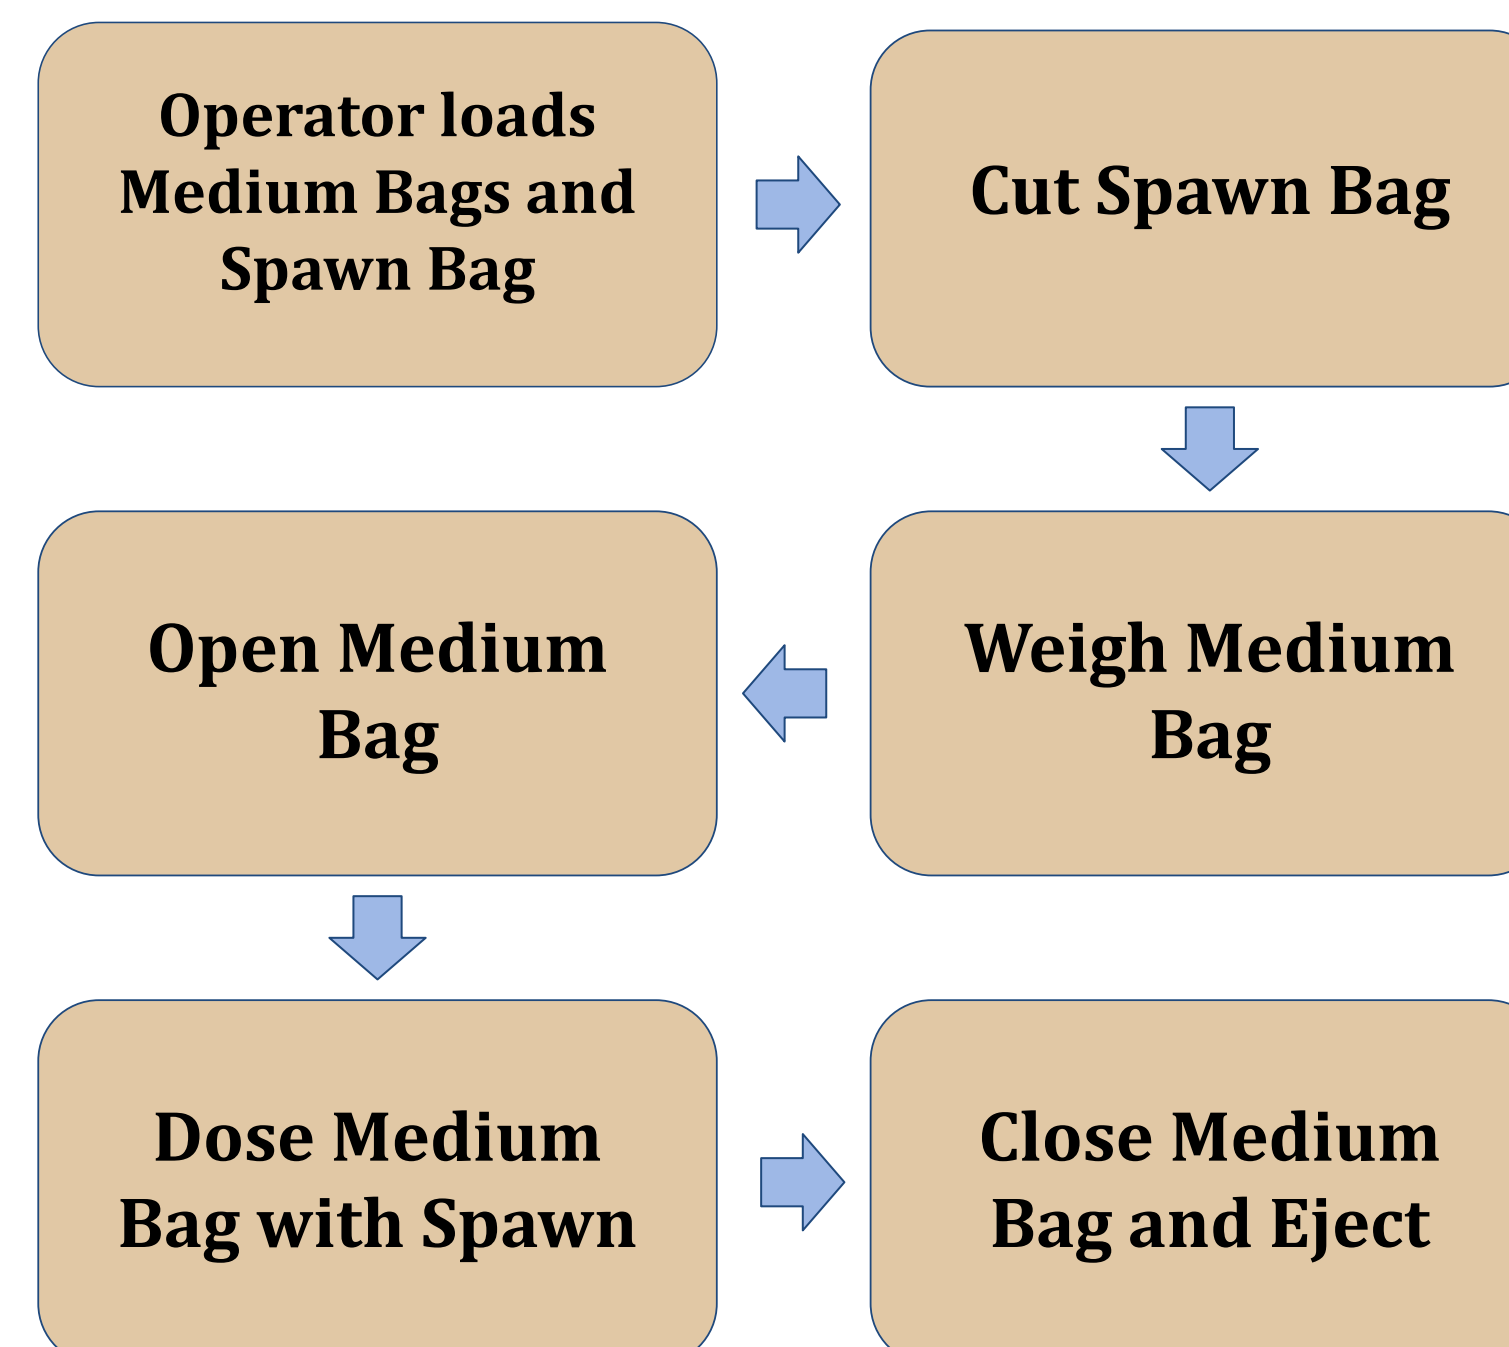 Operator loads
Medium Bags and
Spawn Bag
Cut Spawn Bag
Weigh Medium
Bag
Open Medium
Bag
Dose Medium
Bag with Spawn
Close Medium
Bag and Eject